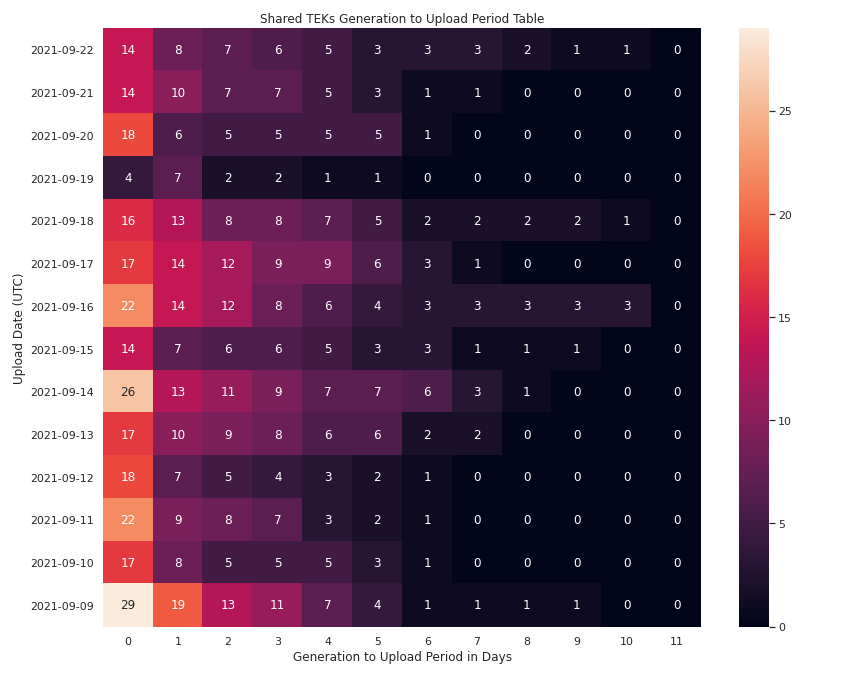 Shared TEKs Generation to Upload Period Table
Upload Date (UTC)
2021-09-22 14 8 7 6 5 3 3 3 2 1 1 0
2021-09-21 14 10 7 7 5 3 1 1 0 0 0 0
2021-09-20 18 6 5 5 5 5 1 0 0 0 0 0
2021-09-19 4 7 2 2 1 1 0 0 0 0 0 0
2021-09-18 16 13 8 8 7 5 2 2 2 2 1 0
2021-09-17 17 14 12 9 9 6 3 1 0 0 0 0
2021-09-16 22 14 12 8 6 4 3 3 3 3 3 0
2021-09-15 14 7 6 6 5 3 3 1 1 1 0 0
2021-09-14 26 13 11 9 7 7 6 3 1 0 0 0
2021-09-13 17 10 9 8 6 6 2 2 0 0 0 0
2021-09-12 18 7 5 4 3 2 1 0 0 0 0 0
2021-09-11 22 9 8 7 3 2 1 0 0 0 0 0
2021-09-10 17 8 5 5 5 3 1 0 0 0 0 0
2021-09-09 29 19 13 11 7 4 1 1 1 1 0 0
0 1 2 3 4 5 6 7 8 9 10 11
Generation to Upload Period in Days
25
20
15
10
5
0